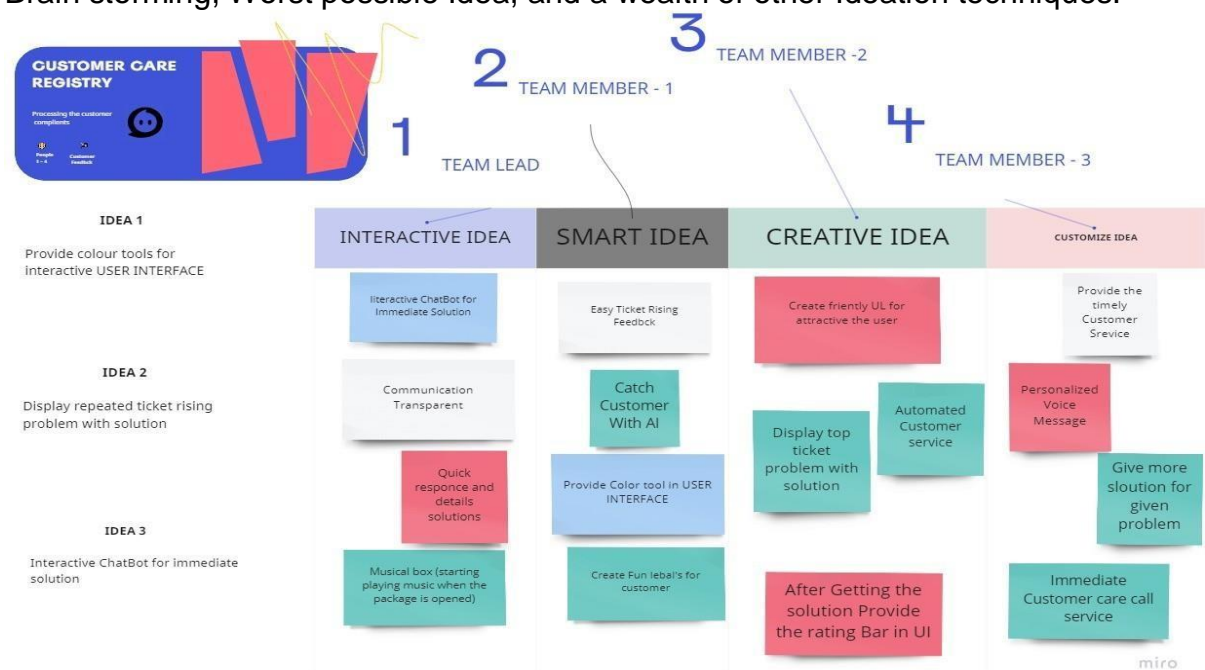 Brain storming, Worst possible Idea, and a wealth of other ideation techniques.
CUSTOMER CARE
REGISTRY
Processing the customer
complients
People
Customer
Feedback
1
TEAM LEAD
2
TEAM MEMBER - 1
3
TEAM MEMBER -2
4
TEAM MEMBER - 3
IDEA 1
Provide colour tools for
interactive USER INTERFACE
IDEA 2
Display repeated ticket rising
problem with solution
IDEA 3
Interactive ChatBot for immediate
solution
INTERACTIVE IDEA
IIteractive ChatBot for
Immediate Solution
Communication
Transparent
Quick
responce and
details
solutions
Musical box (starting
playing music when the
package is opened)
SMART IDEA
Easy Ticket Rising
Feedbck
Catch
Customer
With AI
Provide Color tool in USER
INTERFACE
Create Fun lebal's for
customer
CREATIVE IDEA
Create friently UL for
attractive the user
Automated
Customer
service
Display top
ticket
problem with
solution
After Getting the
solution Provide
the rating Bar in UI
CUSTOMIZE IDEA
Provide the
timely
Customer
Srevice
Personalized
Voice
Message
Give more
sloution for
given
problem
Immediate
Customer care call
service
miro